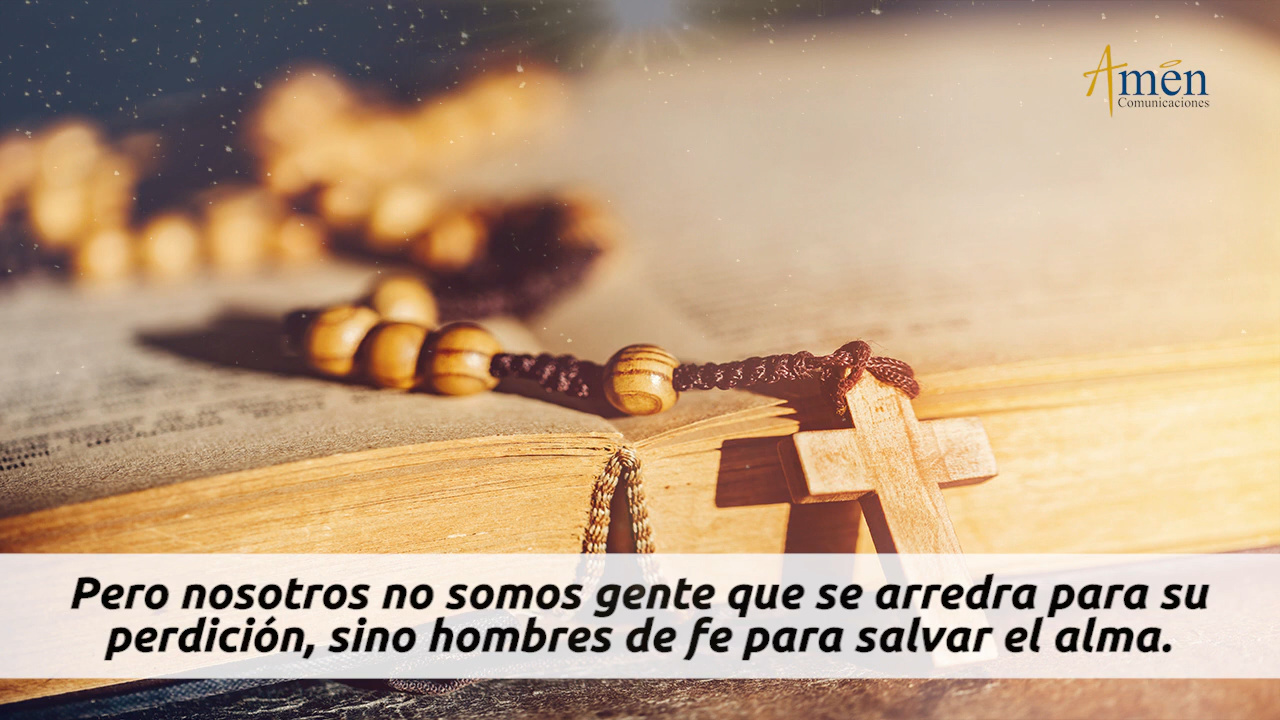 Amén
Comunicaciones
Pero nosotros no somos gente que se arredra para su
perdición, sino hombres de fe para salvar el alma.